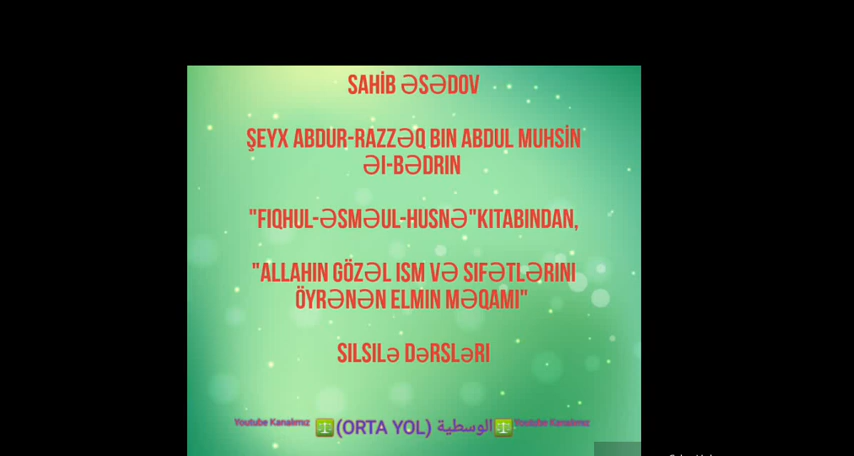 SAHİB ƏSƏDOV
ŞEYX ABDUR-RAZZƏQ BIN ABDUL MUHSİN
ƏI-BƏDRIN
"FIQHUL-ƏSMƏUL-HUSNƏ"KITABINDAN,
"ALLAHIN GÖZƏL ISM VƏ SIFƏTLƏRINI
ÖYRƏNƏN ELMIN MƏQAMI"
SILSILə DəRSLəRI
Youtube Kanalımız (ORTA YOL) الوسطية Youtube Kanalımız